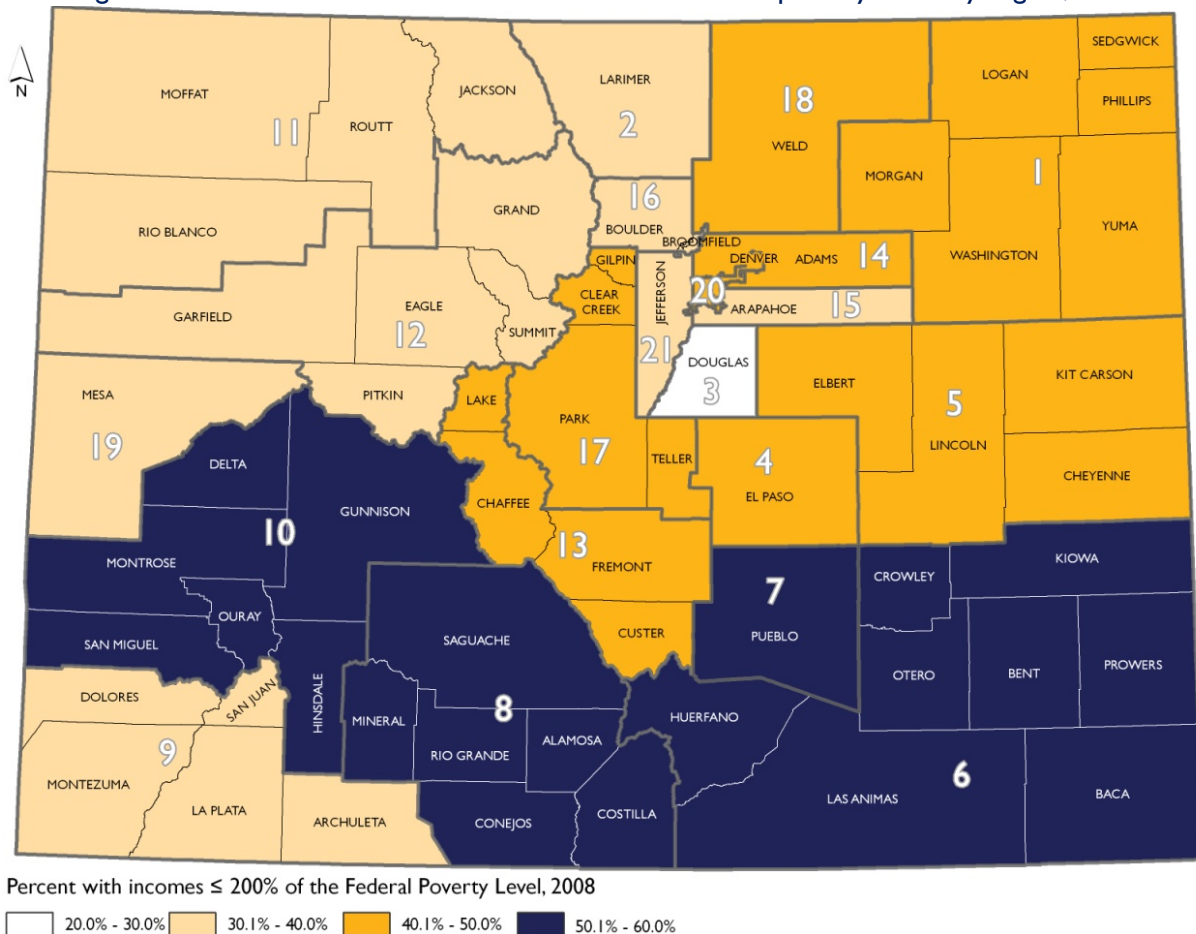 N
MOFFAT
11
ROUTT
JACKSON
LARIMER
2
18
WELD
LOGAN
SEDGWICK
PHILLIPS
MORGAN
1
YUMA
WASHINGTON
RIO BLANCO
GRAND
16
BOULDER
BROOMFIELD
GILPIN
CLEAR
CREEK
JEFFERSON
21
DENVER
ADAMS
14
20
ARAPAHOE
15
GARFIELD
EAGLE
12
SUMMIT
DOUGLAS
3
ELBERT
5
LINCOLN
KIT CARSON
CHEYENNE
MESA
19
PITKIN
LAKE
PARK
17
TELLER
4
EL PASO
DELTA
GUNNISON
10
CHAFFEE
13
FREMONT
CUSTER
MONTROSE
OURAY
SAN MIGUEL
7
PUEBLO
CROWLEY
KIOWA
OTERO
BENT
PROWERS
SAGUACHE
DOLORES
SAN JUAN
HINSDALE
MINERAL
8
RIO GRANDE
ALAMOSA
HUERFANO
6
LAS ANIMAS
BACA
9
MONTEZUMA
LA PLATA
ARCHULETA
CONEJOS
COSTILLA
Percent with incomes ≤ 200% of the Federal Poverty Level, 2008
20.0% - 30.0% 30.1% - 40.0% 40.1% - 50.0% 50.1% - 60.0%